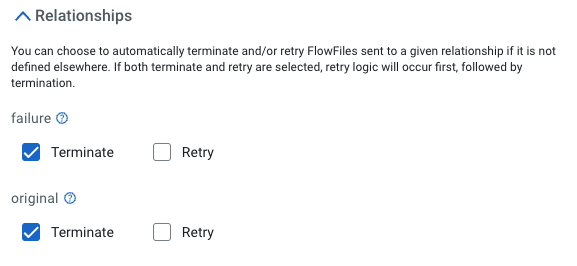 Relationships
You can choose to automatically terminate and/or retry FlowFiles sent to a given relationship if it is not
defined elsewhere. If both terminate and retry are selected, retry logic will occur first, followed by
termination.
failure
Terminate Retry
original
Terminate Retry